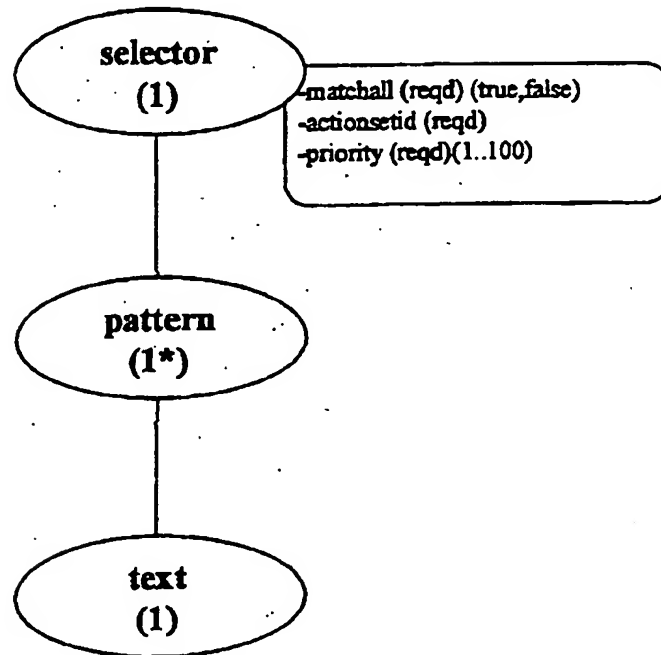 selector
(1)
-matchall (reqd) (true,false)
-actionsetid (reqd)
-priority (reqd)(1..100)
pattern
(1*)
text
(1)